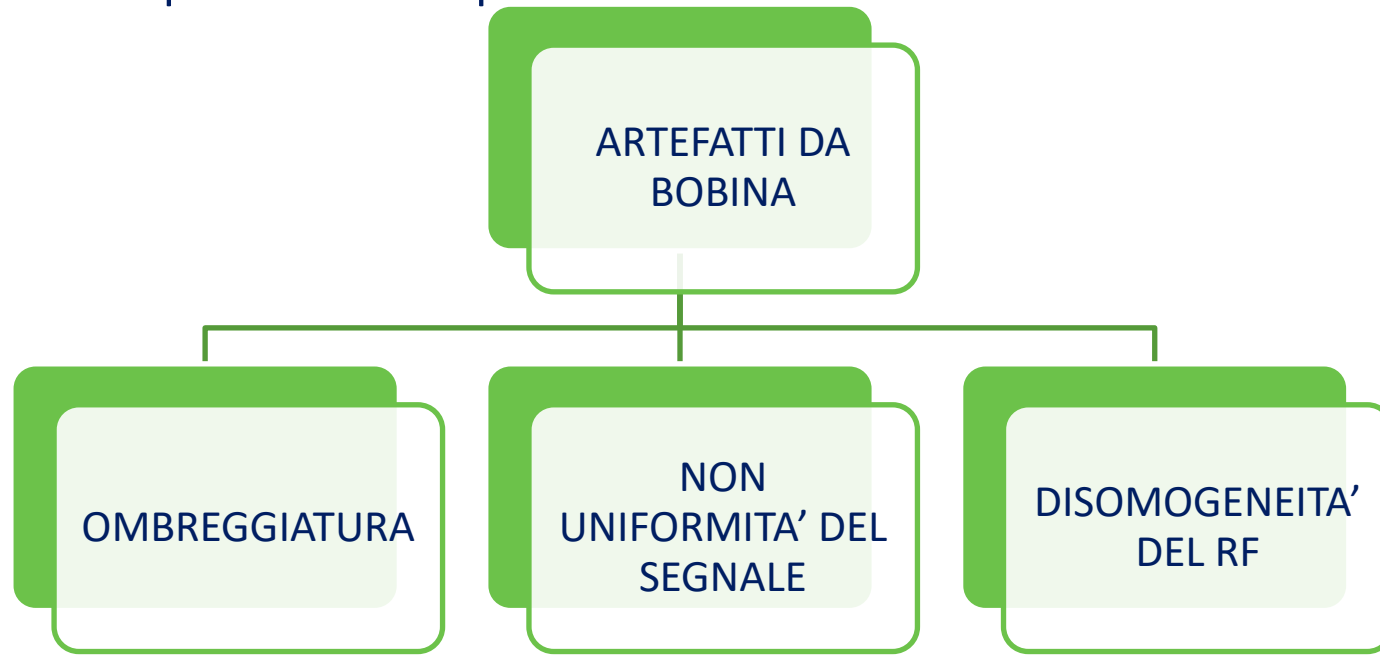 ARTEFATTI DA
BOBINA
OMBREGGIATURA
NON
UNIFORMITA’ DEL
SEGNALE
DISOMOGENEITA’
DEL RF